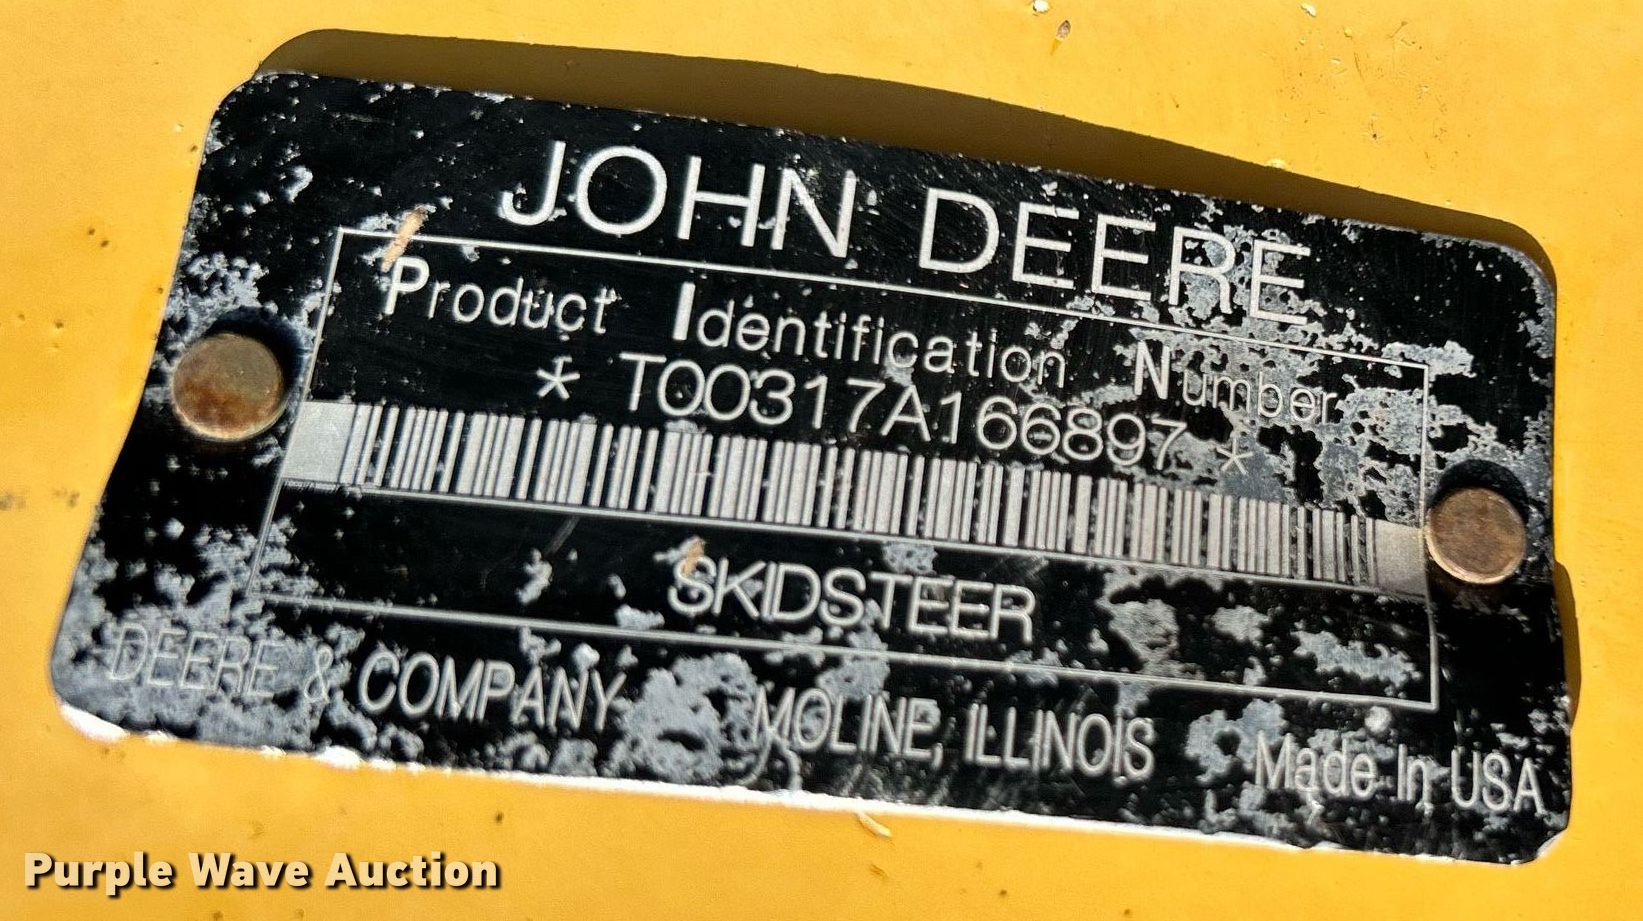 JOHN DEERE
Product Identification Number
* T00317A166897 *
SKIDSTEER
DEERE & COMPANY MOLINE, ILLINOIS Made In USA
Purple Wave Auction